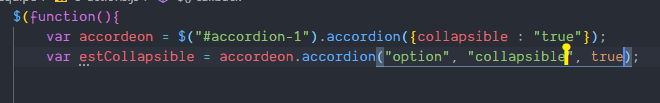 $(function(){
var accordeon = $("#accordion-1").accordion({collapsible : "true"});
var estCollapsible = accordeon.accordion("option", "collapsible", true);